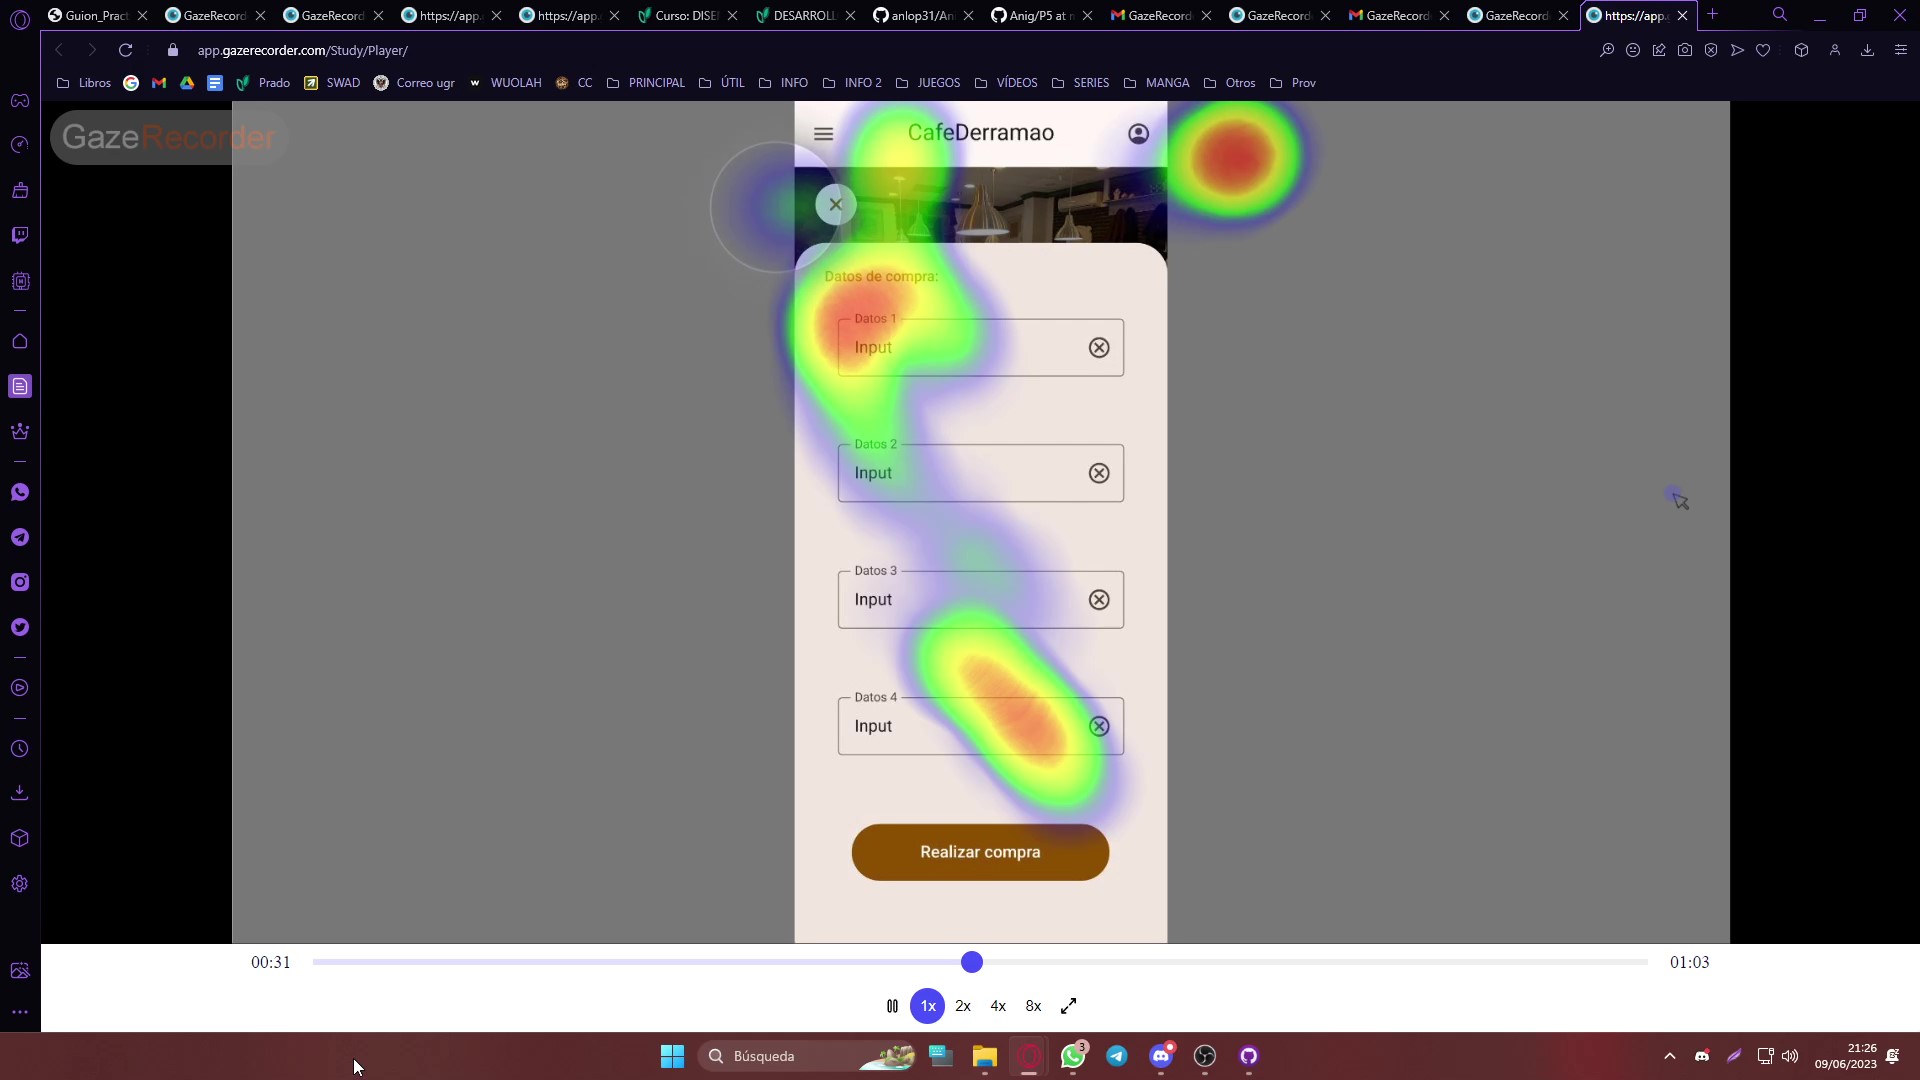 Guion_Pract
GazeRecord
GazeRecord
https://app.
https://app.
Curso: DISE
DESARROLL
anlop31/An
Anig/P5 at
GazeRecord
GazeRecord
GazeRecord
GazeRecord
https://app.
app.gazerecorder.com/Study/Player/
Libros
Prado
SWAD
Correo ugr
w WUOLAH
CC
PRINCIPAL
ÚTIL
INFO
INFO 2
JUEGOS
VÍDEOS
SERIES
MANGA
Otros
Prov
GazeRecorder
CafeDerramao
Datos de compra:
Datos 1
Input
Datos 2
Input
Datos 3
Input
Datos 4
Input
Realizar compra
00:31
01:03
1x 2x 4x 8x
Búsqueda
3
21:26
09/06/2023